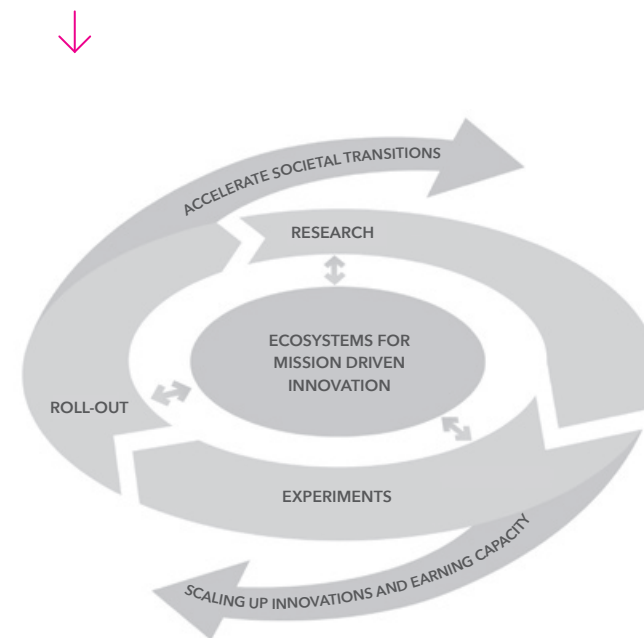 ACCELERATE SOCIETAL TRANSITIONS
RESEARCH
ECOSYSTEMS FOR
MISSION DRIVEN
INNOVATION
ROLL-OUT
EXPERIMENTS
SCALING UP INNOVATIONS AND EARNING CAPACITY